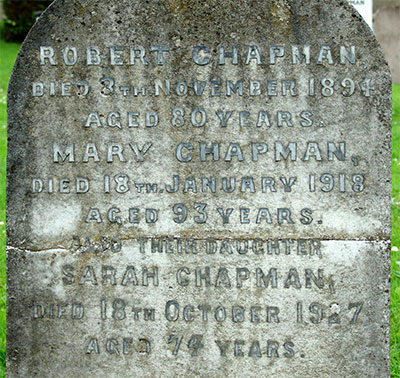 ROBERT CHAPMAN
DIED 8TH NOVEMBER 1894
AGED 80 YEARS.
MARY CHAPMAN,
DIED 18TH. JANUARY 1918
AGED 93 YEARS.
ALSO THEIR DAUGHTER
SARAH CHAPMAN,
DIED 18TH OCTOBER 1927
AGED 74 YEARS.